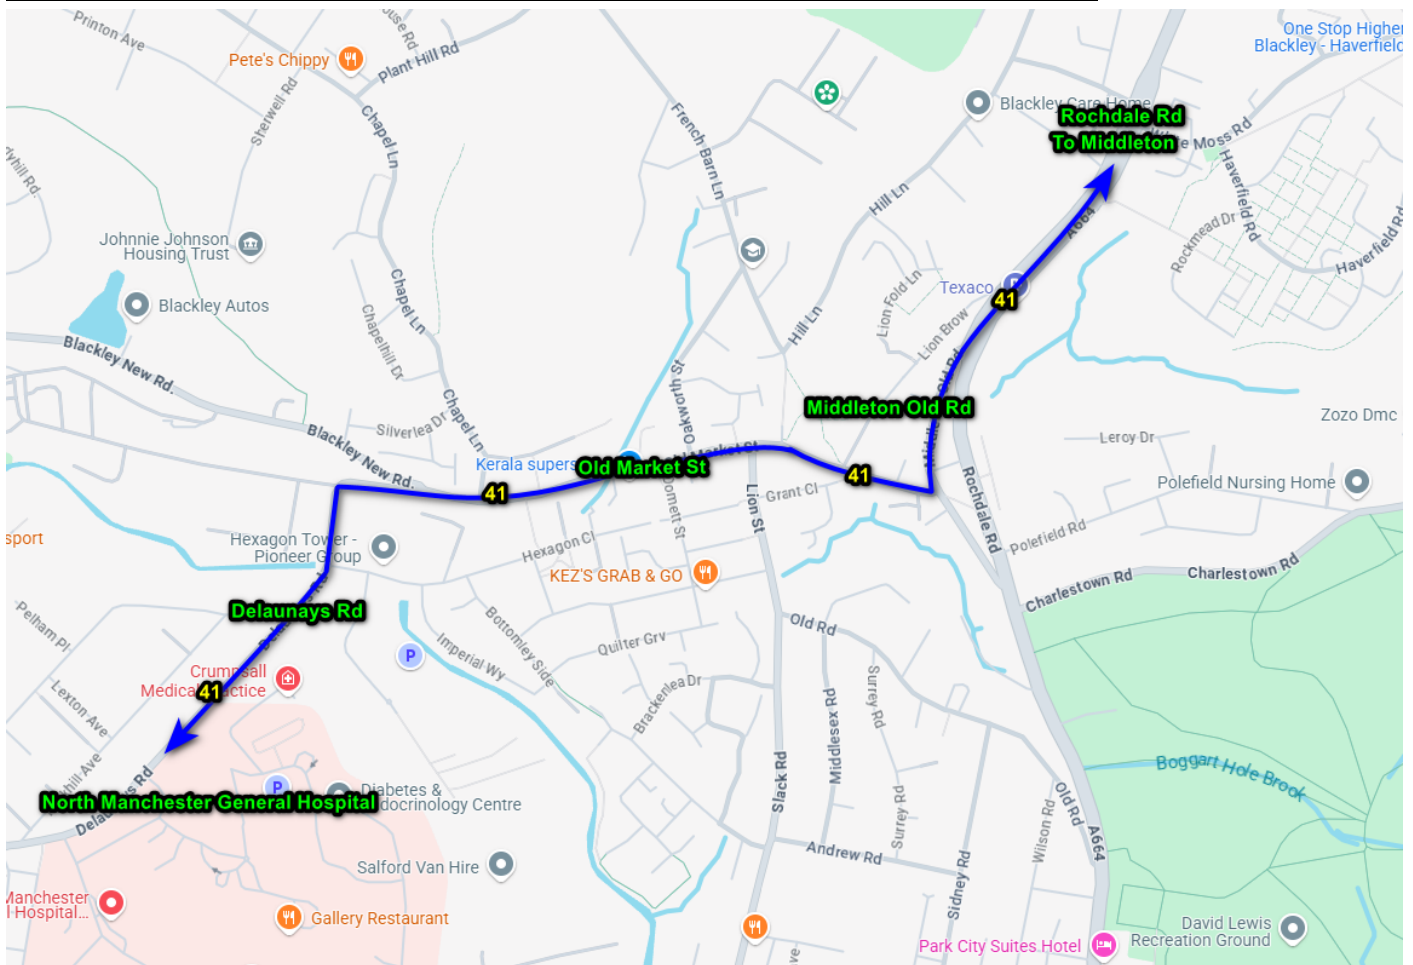 Printon Ave
Plant Hill Rd
Pete's Chippy
One Stop Higher
Blackley - Haverfield
Sherwell Rd
Chapel Ln
French Barn Ln
Blackley Care Home
Rochdale Rd
To Middleton
Moss Rd
Haverfield Rd
Hill Ln
Rockmead Dr
Haverfield Rd
A664
Johnnie Johnson
Housing Trust
Blackley Autos
Chapel Ln
Chapelhill Dr
Texaco
41
Lion Fold Ln
Lion Brow
Hill Ln
Blackley New Rd.
Oakworth St
Middleton Old Rd
Zozo Dmc
Chapel Ln
Silverlea Dr
Blackley New Rd.
Leroy Dr
Kerala supers
Old Market St
41
41
Grant Cl
Lion St
Domett St
Rochdale Rd
Polefield Nursing Home
Polefield Rd
sport
Hexagon Tower -
Pioneer Group
Hexagon Cl
KEZ'S GRAB & GO
Charlestown Rd
Charlestown Rd
Delaunays Rd
Pelham Pl
P
Imperial Wy
Bottomley Side
Quilter Grv
Old Rd
Crumpsall
Medical Practice
41
Lexton Ave
Brackenlea Dr
Middlesex Rd
Surrey Rd
Slack Rd
Boggart Hole Brook
P
Diabetes &
Endocrinology Centre
North Manchester General Hospital
Delaunays Rd
Surrey Rd
Wilson Rd
Old Rd
A664
Andrew Rd
Sidney Rd
Salford Van Hire
Manchester
l Hospital...
Gallery Restaurant
Park City Suites Hotel
David Lewis
Recreation Ground
ve